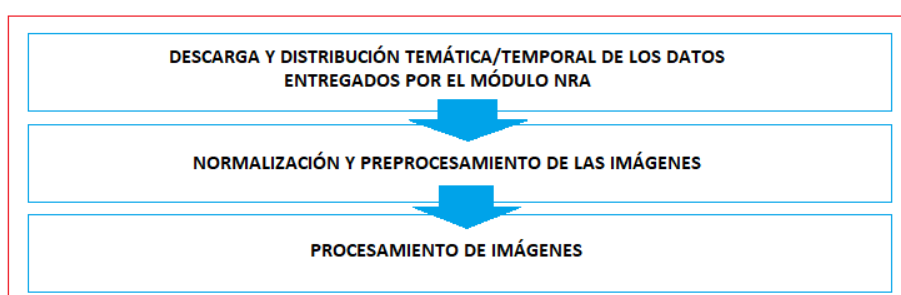 DESCARGA Y DISTRIBUCIÓN TEMÁTICA/TEMPORAL DE LOS DATOS
ENTREGADOS POR EL MÓDULO NRA
NORMALIZACIÓN Y PREPROCESAMIENTO DE LAS IMÁGENES
PROCESAMIENTO DE IMÁGENES